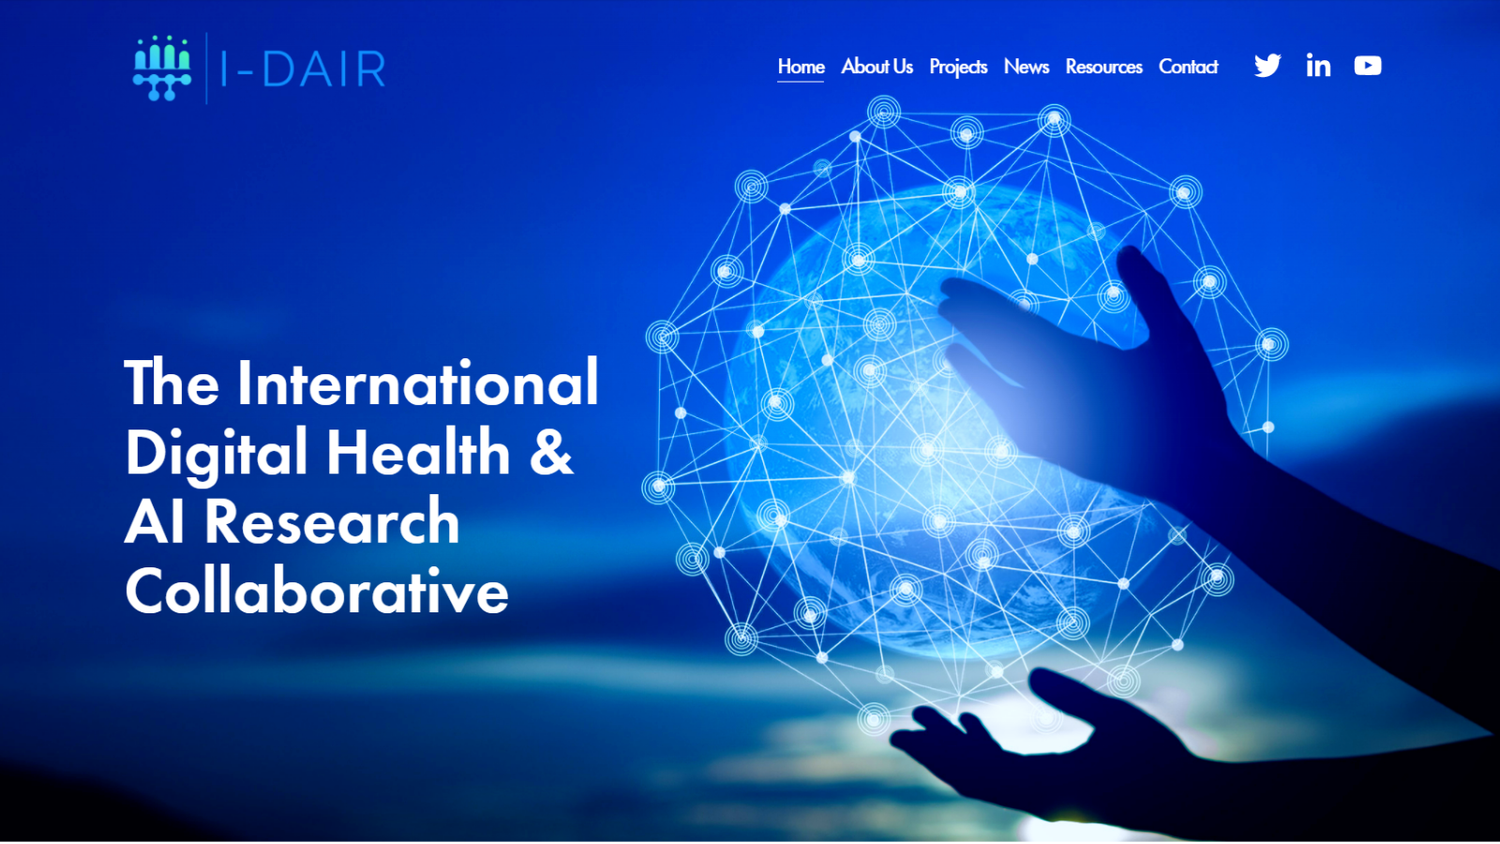 I-DAIR
Home About Us Projects News Resources Contact
The International
Digital Health &
AI Research
Collaborative